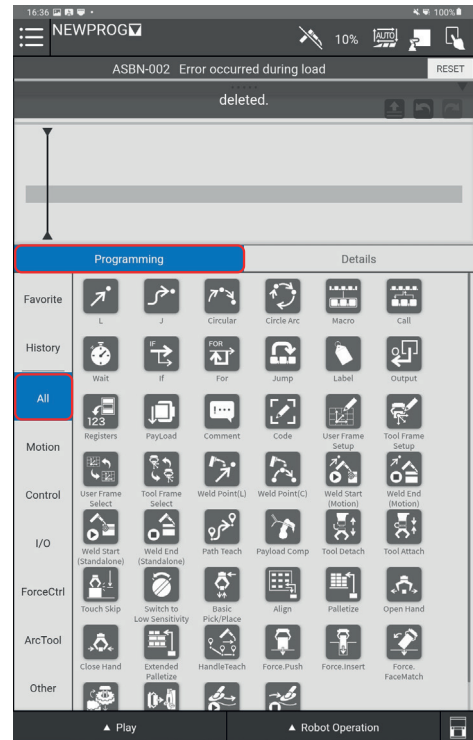 16:36
100%
NEWPROG
10%
AUTO
ASBN-002 Error occurred during load
RESET
deleted.
Programming
Details
Favorite
History
All
Motion
Control
I/O
ForceCtrl
ArcTool
Other
L
J
Circular
Circle Arc
Macro
Call
IF
FOR
Wait
If
For
Jump
Label
Output
123
Registers
PayLoad
Comment
Code
User Frame
Setup
Tool Frame
Setup
User Frame
Select
Tool Frame
Select
Weld Point(L)
Weld Point(C)
Weld Start
(Motion)
Weld End
(Motion)
Weld Start
(Standalone)
Weld End
(Standalone)
Path Teach
Payload Comp
Tool Detach
Tool Attach
Touch Skip
Switch to
Low Sensitivity
Basic
Pick/Place
Align
Palletize
Open Hand
Close Hand
Extended
Palletize
HandleTeach
Force.Push
Force.Insert
Force.
FaceMatch
▲ Play
▲ Robot Operation